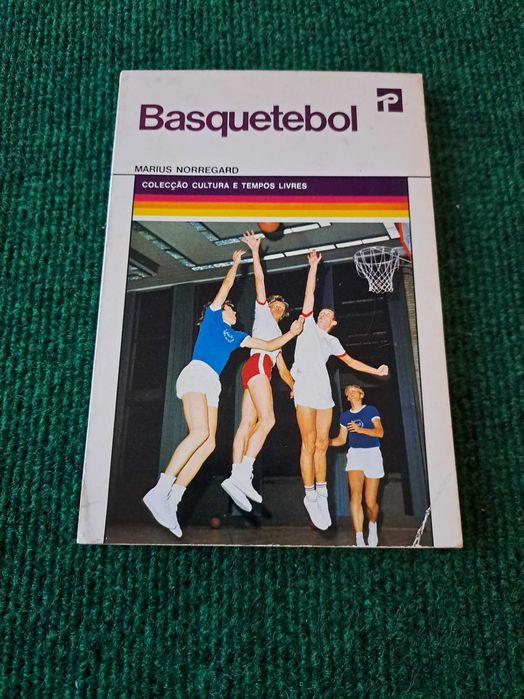 Basquetebol
P
MARIUS NORREGARD
COLECÇÃO CULTURA E TEMPOS LIVRES